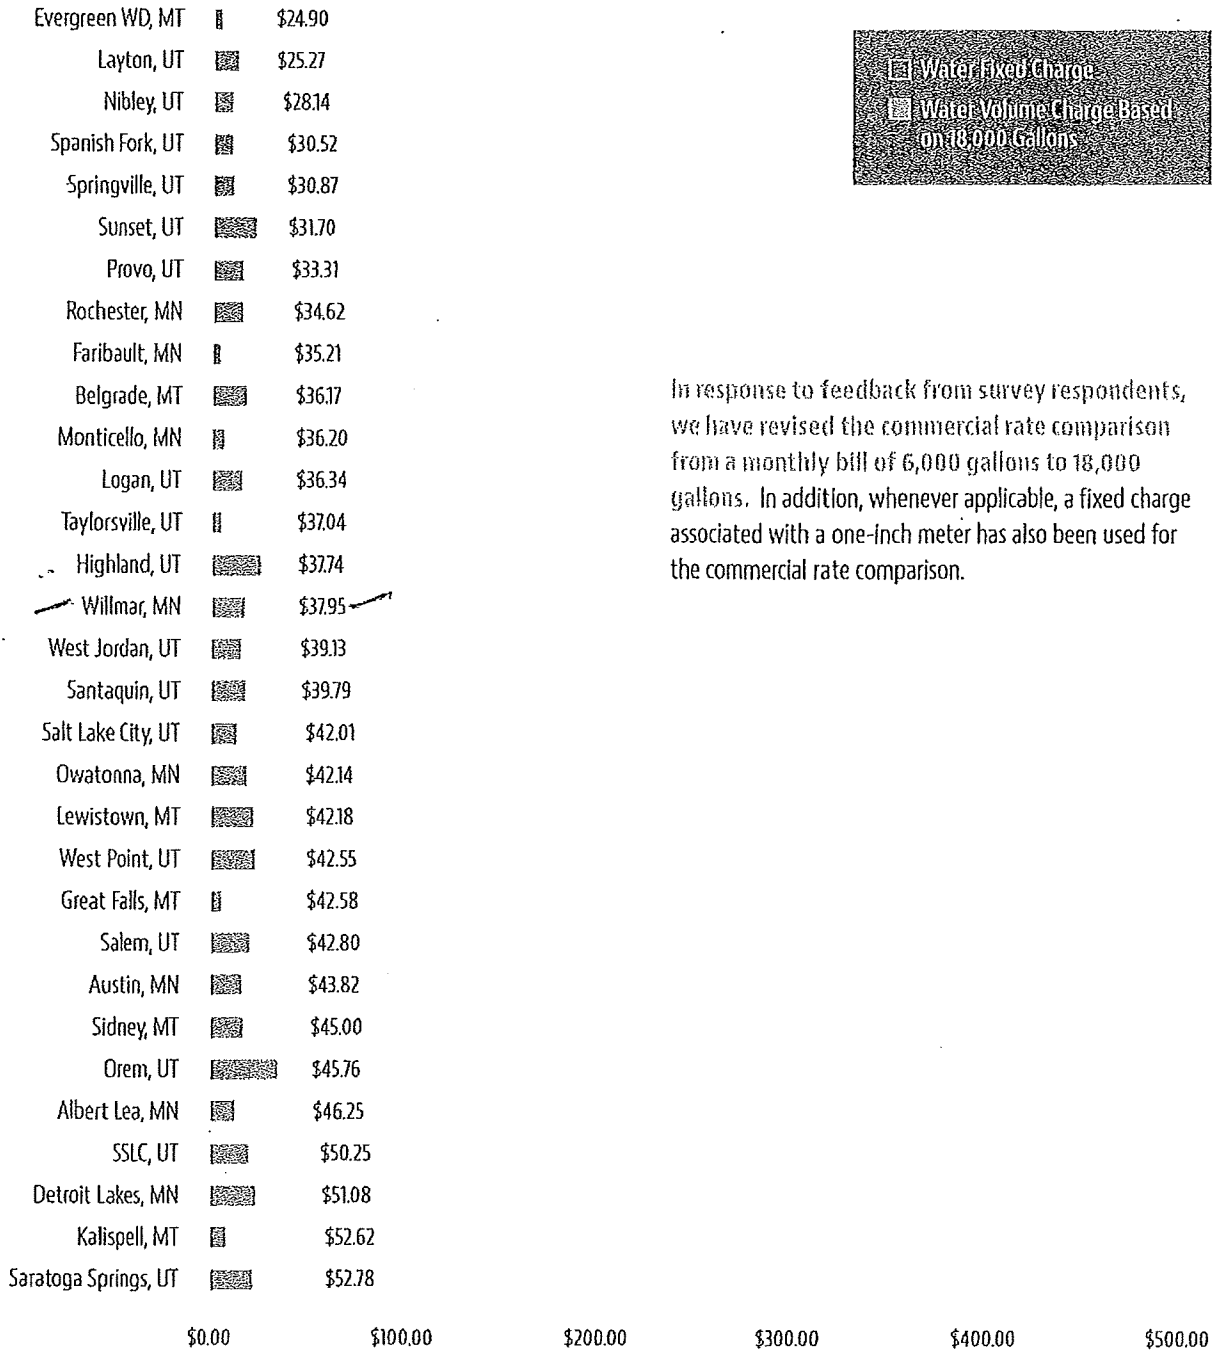 Evergreen WD, MT $24.90
Layton, UT $25.27
Nibley, UT $28.14
Spanish Fork, UT $30.52
Springville, UT $30.87
Sunset, UT $31.70
Provo, UT $33.31
Rochester, MN $34.62
Faribault, MN $35.21
Belgrade, MT $36.17
Monticello, MN $36.20
Logan, UT $36.34
Taylorsville, UT $37.04
Highland, UT $37.74
Willmar, MN $37.95
West Jordan, UT $39.13
Santaquin, UT $39.79
Salt Lake City, UT $42.01
Owatonna, MN $42.14
Lewistown, MT $42.18
West Point, UT $42.55
Great Falls, MT $42.58
Salem, UT $42.80
Austin, MN $43.82
Sidney, MT $45.00
Orem, UT $45.76
Albert Lea, MN $46.25
SSLC, UT $50.25
Detroit Lakes, MN $51.08
Kalispell, MT $52.62
Saratoga Springs, UT $52.78
$0.00 $100.00 $200.00 $300.00 $400.00 $500.00
Water Fixed Charge
Water Volume Charge Based
on 18,000 Gallons
In response to feedback from survey respondents,
we have revised the commercial rate comparison
from a monthly bill of 6,000 gallons to 18,000
gallons. In addition, whenever applicable, a fixed charge
associated with a one-inch meter has also been used for
the commercial rate comparison.